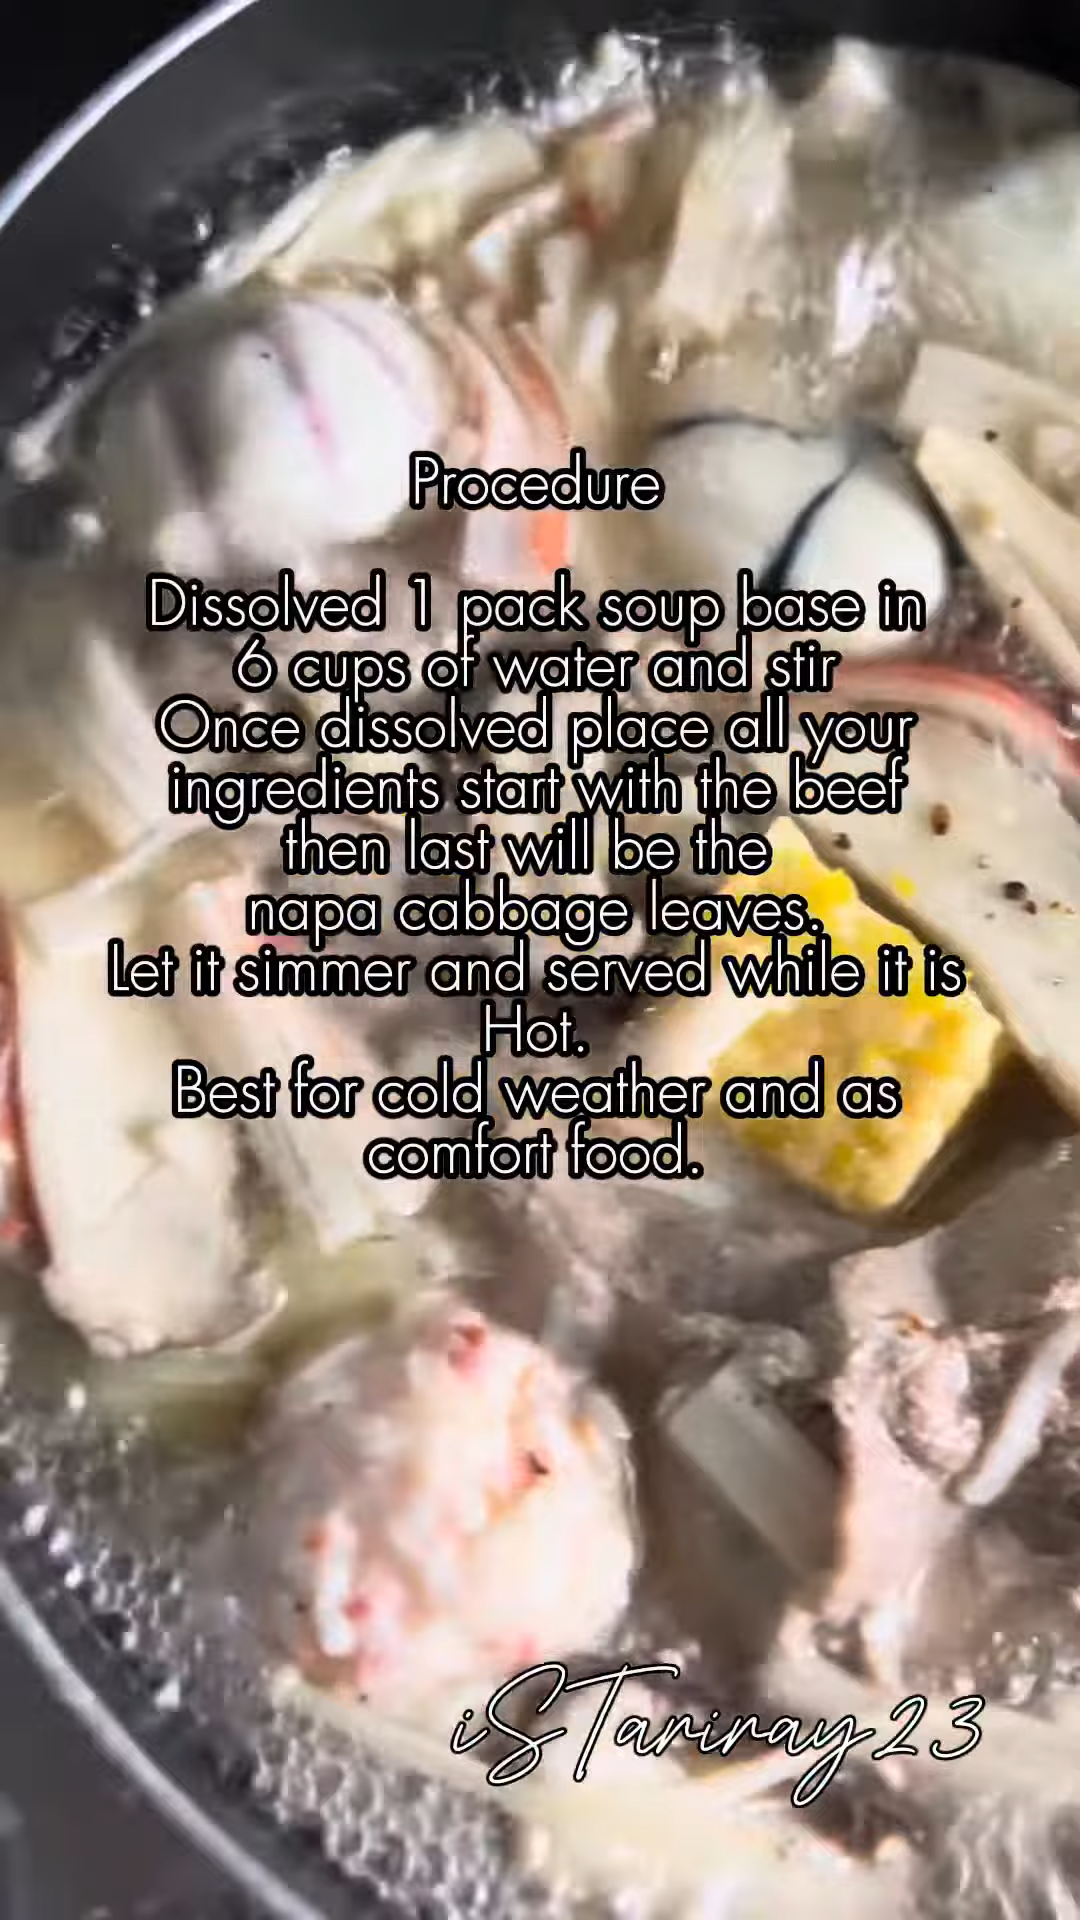 Procedure
Dissolved 1 pack soup base in
6 cups of water and stir
Once dissolved place all your
ingredients start with the beef
then last will be the
napa cabbage leaves.
Let it simmer and served while it is
Hot.
Best for cold weather and as
comfort food.
iSTariray23